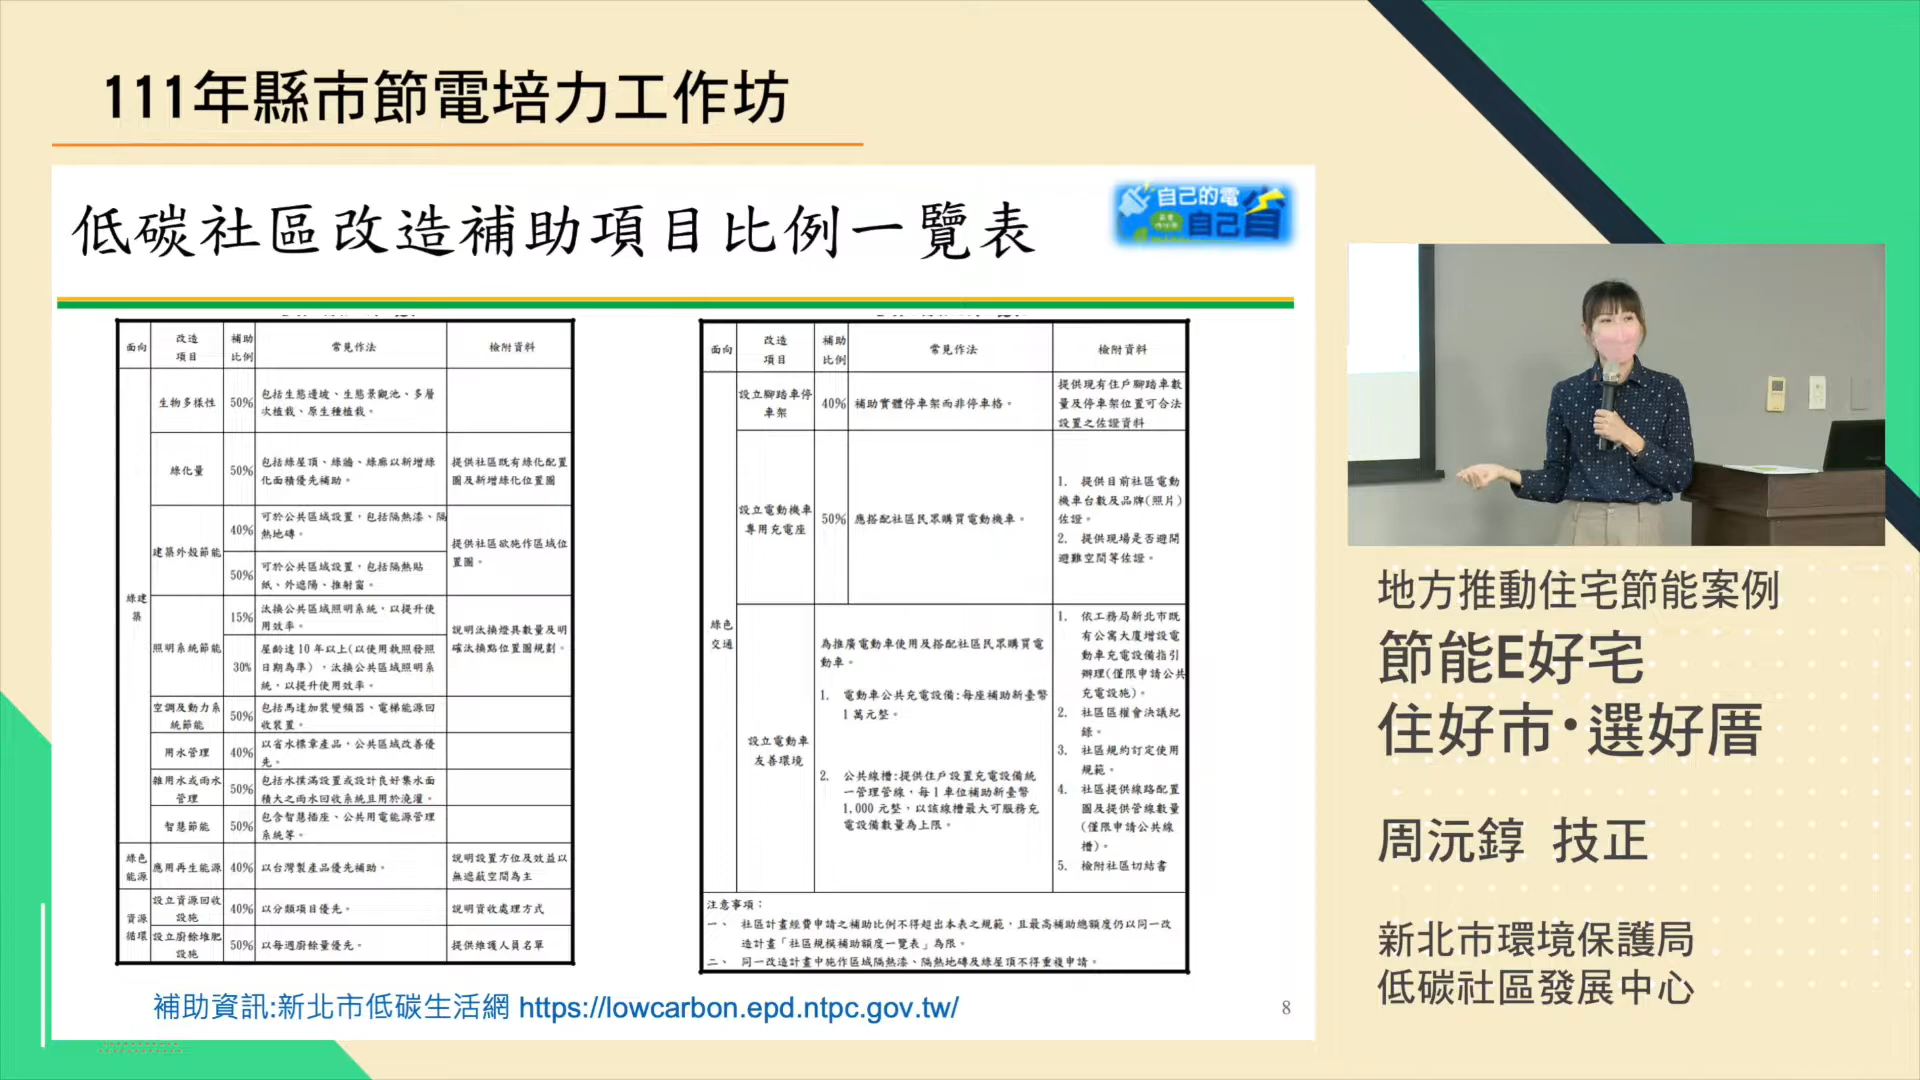 111年縣市節電培力工作坊
低碳社區改造補助項目比例一覽表
自己的電
自己省
面向
改造
項目
補助
比例
常見作法
檢附資料
綠建
築
生物多樣性
50%
包括生態邊坡、生態景觀池、多層
次植栽、原生種植栽。
綠化量
50%
包括綠屋頂、綠牆、綠廊以新增綠
化面積優先補助。
提供社區既有綠化配置
圖及新增綠化位置圖
建築外殼節能
40%
可於公共區域設置,包括隔熱漆、隔
熱地磚。
50%
可於公共區域設置,包括隔熱貼
紙、外遮陽、推射窗。
提供社區欲施作區域位
置圖。
照明系統節能
15%
汰換公共區域照明系統,以提升使
用效率。
30%
屋齡達10年以上(以使用執照發照
日期為準),汰換公共區域照明系
統,以提升使用效率。
說明汰換燈具數量及明
確汰換點位置圖規劃。
空調及動力系
統節能
50%
包括馬達加裝變頻器、電梯能源回
收裝置。
用水管理
40%
以省水標章產品,公共區域改善優
先。
雜用水或雨水
管理
50%
包括水撲滿設置或設計良好集水面
積大之雨水回收系統且用於澆灌。
智慧節能
50%
包含智慧插座、公共用電能源管理
系統等。
綠色
能源
應用再生能源
40%
以台灣製產品優先補助。
說明設置方位及效益以
無遮蔽空間為主
資源
循環
設立資源回收
設施
40%
以分類項目優先。
說明資收處理方式
設立廚餘堆肥
設施
50%
以每週廚餘量優先。
提供維護人員名單
面向
改造
項目
補助
比例
常見作法
檢附資料
綠色
交通
設立腳踏車停
車架
40%
補助實體停車架而非停車格。
提供現有住戶腳踏車數
量及停車架位置可合法
設置之佐證資料
設立電動機車
專用充電座
50%
應搭配社區民眾購買電動機車。
1. 提供目前社區電動
機車台數及品牌(照片)
佐證。
2. 提供現場是否避開
避難空間等佐證。
設立電動車
友善環境
為推廣電動車使用及搭配社區民眾購買電
動車。
1. 電動車公共充電設備:每座補助新臺幣
1萬元整。
2. 公共線槽:提供住戶設置充電設備統
一管理管線,每1車位補助新臺幣
1,000元整,以該線槽最大可服務充
電設備數量為上限。
1. 依工務局新北市既
有公寓大廈增設電
動車充電設備指引
辦理(僅限申請公共
充電設施)。
2. 社區區權會決議紀
錄。
3. 社區規約訂定使用
規範。
4. 社區提供線路配置
圖及提供管線數量
(僅限申請公共線
槽)。
5. 檢附社區切結書
注意事項:
一、 社區計畫經費申請之補助比例不得超出本表之規範,且最高補助總額度仍以同一改
造計畫「社區規模補助額度一覽表」為限。
二、 同一改造計畫中施作區域隔熱漆、隔熱地磚及綠屋頂不得重複申請。
補助資訊:新北市低碳生活網 https://lowcarbon.epd.ntpc.gov.tw/
8
地方推動住宅節能案例
節能E好宅
住好市·選好厝
周沅錞 技正
新北市環境保護局
低碳社區發展中心